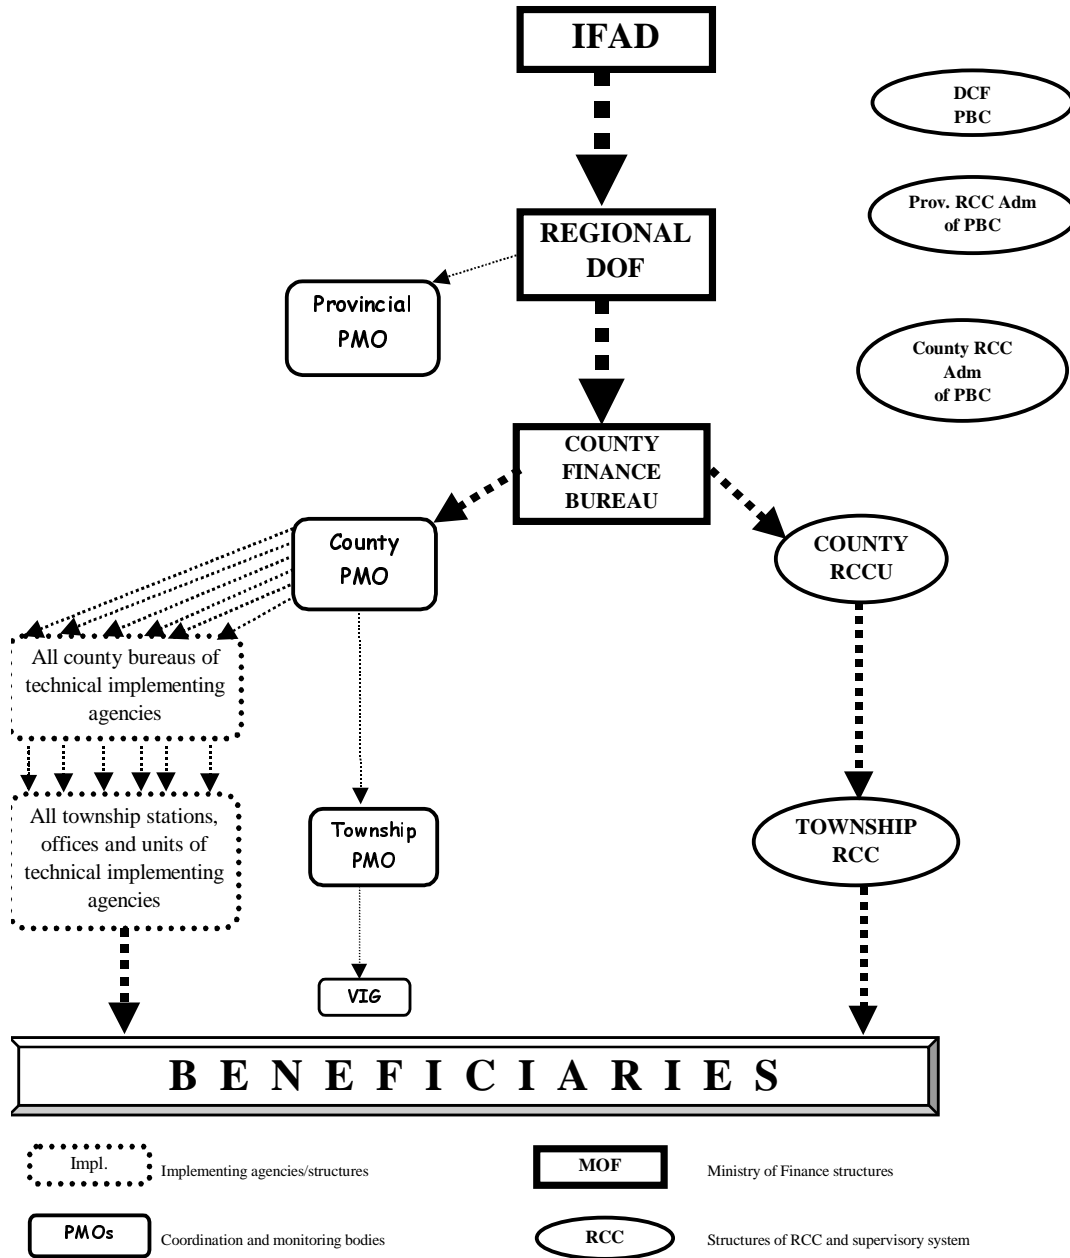 IFAD
DCF
PBC
Prov. RCC Adm
of PBC
REGIONAL
DOF
Provincial
PMO
County RCC
Adm
of PBC
COUNTY
FINANCE
BUREAU
County
PMO
COUNTY
RCCU
All county bureaus of
technical implementing
agencies
All township stations,
offices and units of
technical implementing
agencies
Township
PMO
TOWNSHIP
RCC
VIG
BENEFICIARIES
Impl.
Implementing agencies/structures
MOF
Ministry of Finance structures
PMOs
Coordination and monitoring bodies
RCC
Structures of RCC and supervisory system